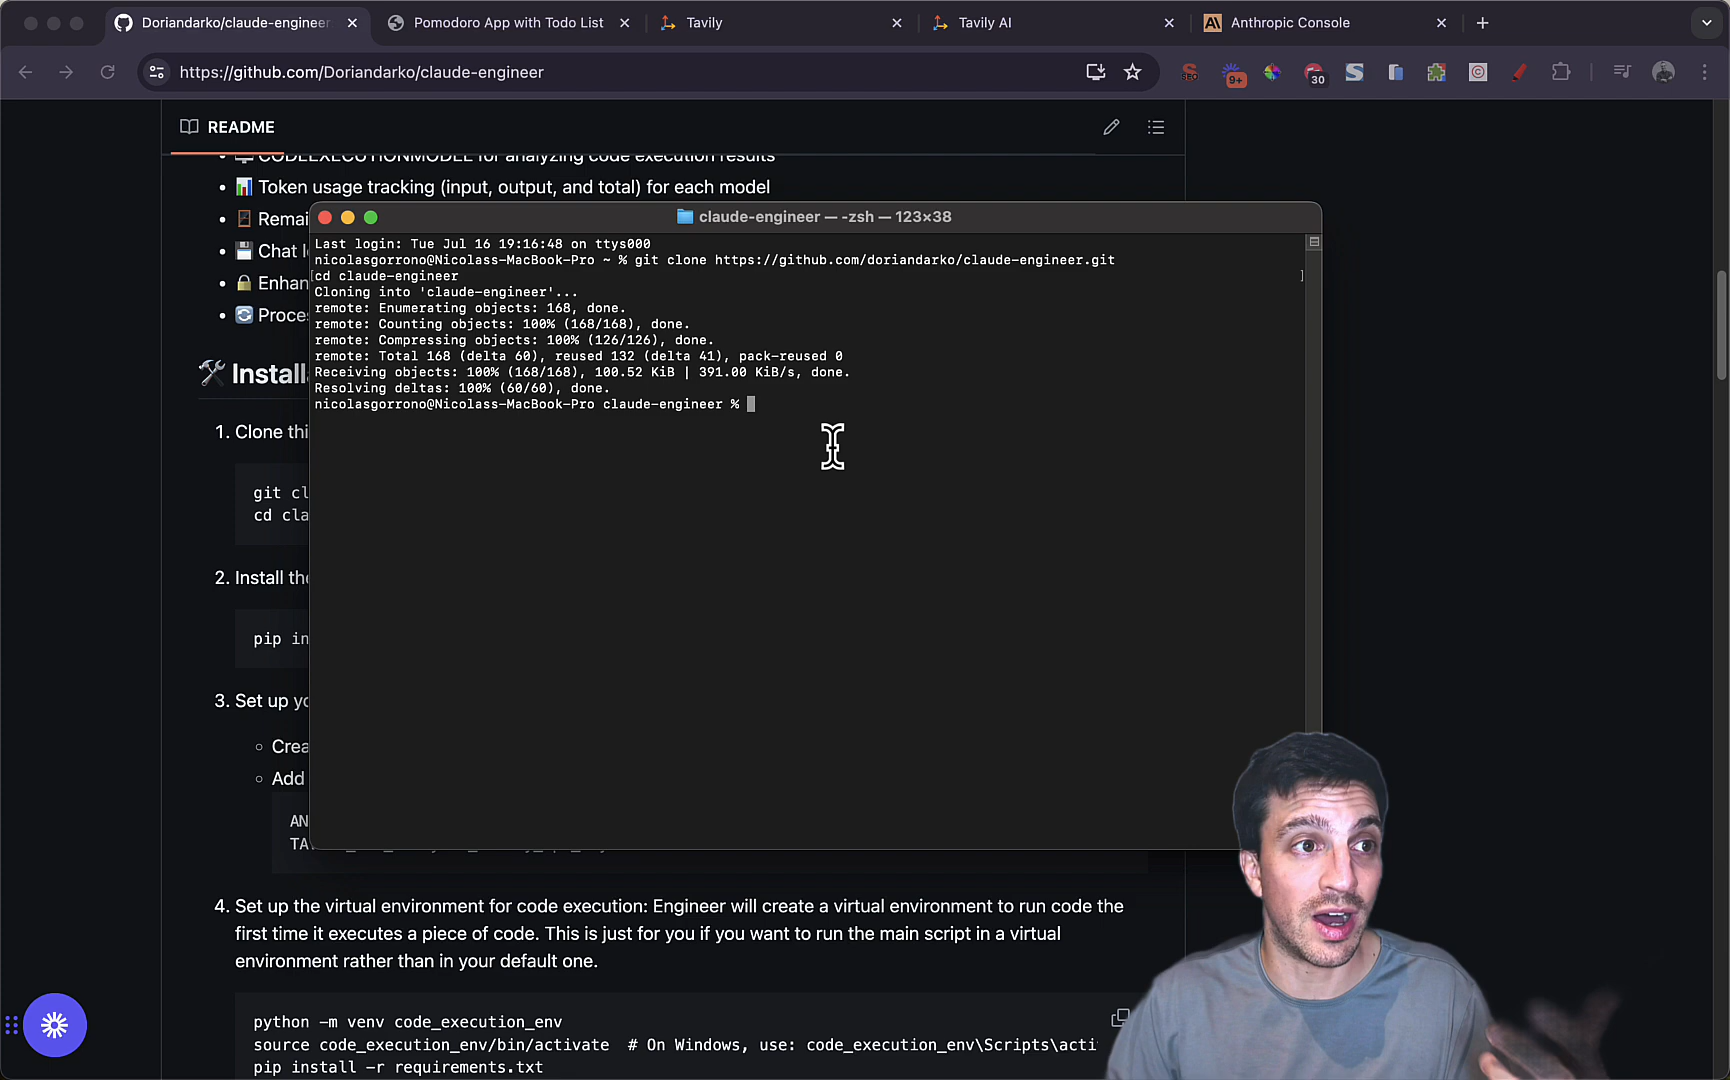 Doriandarko/claude-engineer
Pomodoro App with Todo List
Tavily
Tavily AI
Anthropic Console
https://github.com/Doriandarko/claude-engineer
SEO
9+
30
README
CODEEXECUTIONMODEL for analyzing code execution results
Token usage tracking (input, output, and total) for each model
Remai
Chat l
Enhan
Proce
claude-engineer — -zsh — 123×38
Last login: Tue Jul 16 19:16:48 on ttys000
nicolasgorrono@Nicolass-MacBook-Pro ~ % git clone https://github.com/doriandarko/claude-engineer.git
[cd claude-engineer ]
Cloning into 'claude-engineer'...
remote: Enumerating objects: 168, done.
remote: Counting objects: 100% (168/168), done.
remote: Compressing objects: 100% (126/126), done.
remote: Total 168 (delta 60), reused 132 (delta 41), pack-reused 0
Receiving objects: 100% (168/168), 100.52 KiB | 391.00 KiB/s, done.
Resolving deltas: 100% (60/60), done.
nicolasgorrono@Nicolass-MacBook-Pro claude-engineer %
Install
1. Clone thi
git cl
cd cla
2. Install the
pip in
3. Set up yo
Crea
Add
AN
TA
4. Set up the virtual environment for code execution: Engineer will create a virtual environment to run code the
first time it executes a piece of code. This is just for you if you want to run the main script in a virtual
environment rather than in your default one.
python -m venv code_execution_env
source code_execution_env/bin/activate # On Windows, use: code_execution_env\Scripts\acti
pip install -r requirements.txt